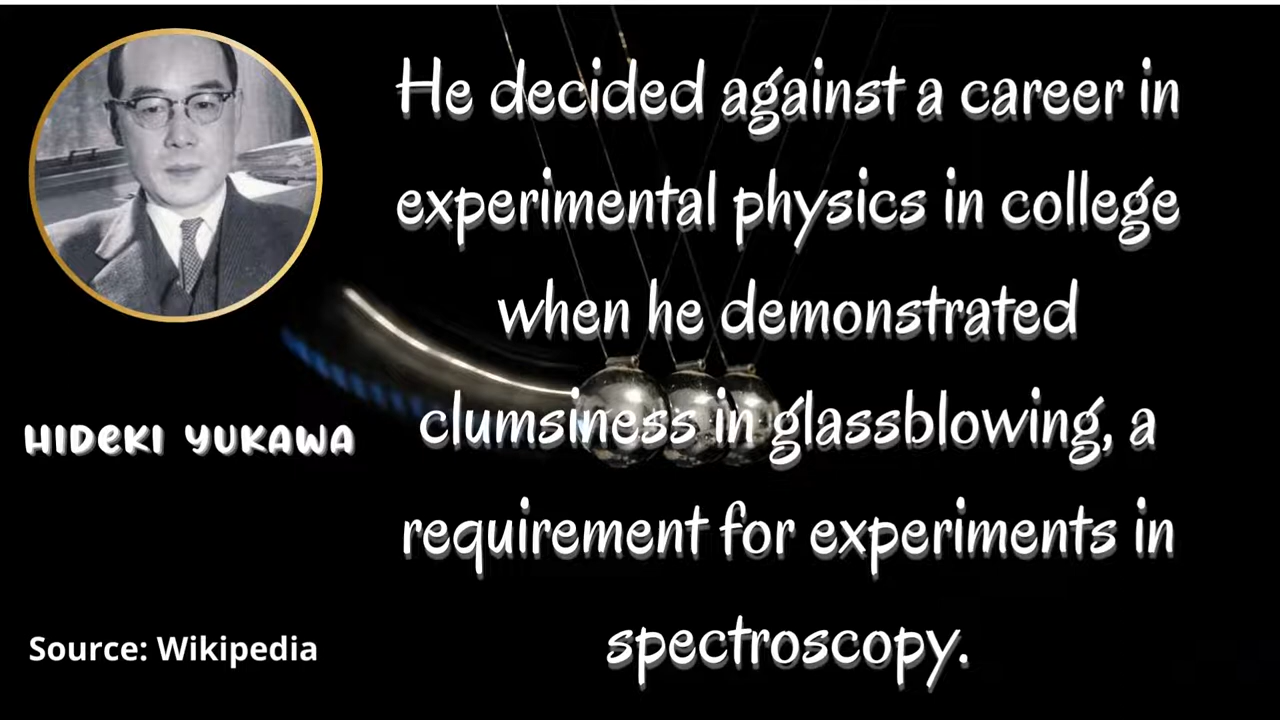 He decided against a career in
experimental physics in college
when he demonstrated
clumsiness in glassblowing, a
requirement for experiments in
spectroscopy.
HIDEKI YUKAWA
Source: Wikipedia